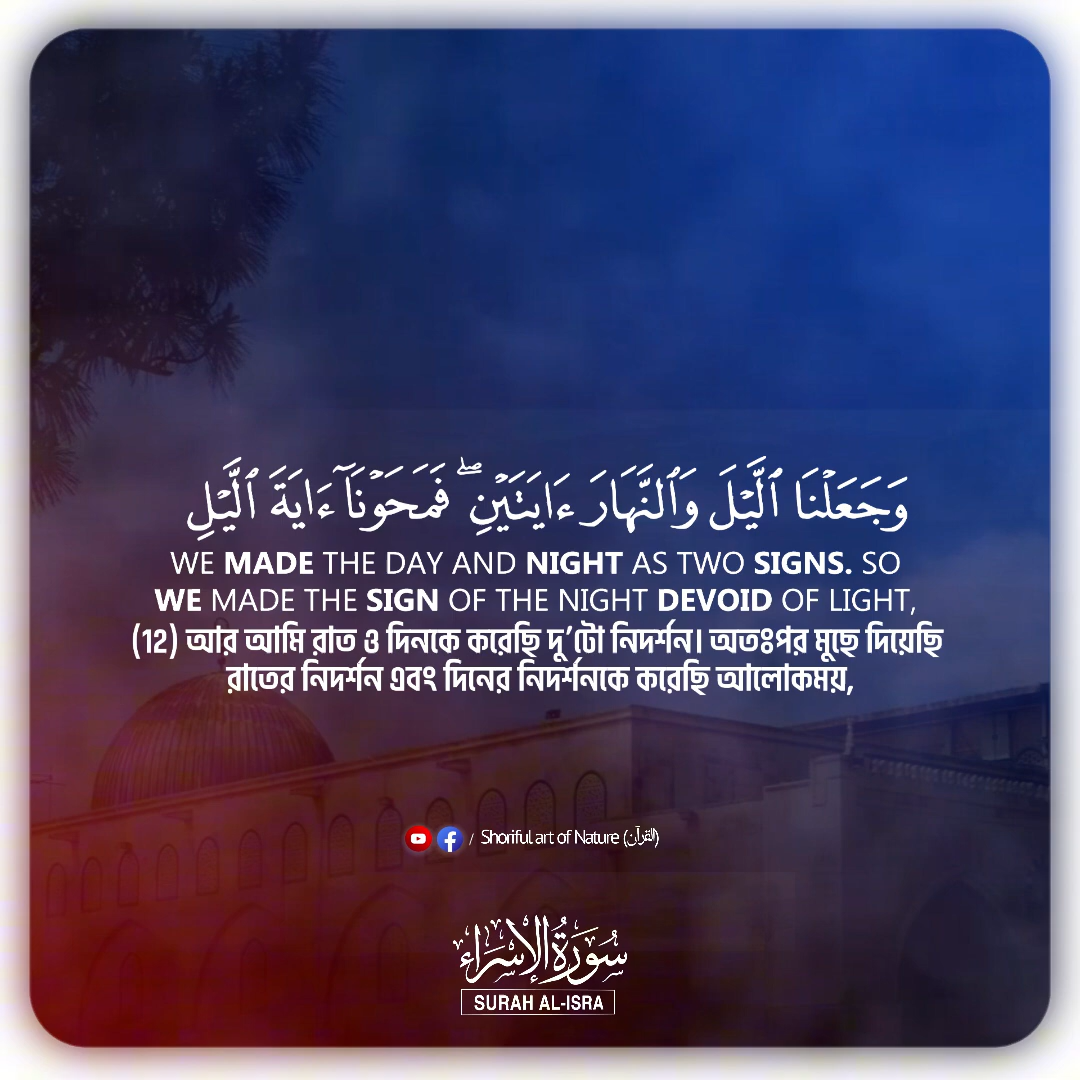 وَجَعَلْنَا ٱلَّيْلَ وَٱلنَّهَارَ ءَايَتَيْنِ ۖ فَمَحَوْنَآ ءَايَةَ ٱلَّيْلِ
WE MADE THE DAY AND NIGHT AS TWO SIGNS. SO
WE MADE THE SIGN OF THE NIGHT DEVOID OF LIGHT,
(12) আর আমি রাত ও দিনকে করেছি দু’টো নিদর্শন। অতঃপর মুছে দিয়েছি
রাতের নিদর্শন এবং দিনের নিদর্শনকে করেছি আলোকময়,
/ Shoriful art of Nature (القرآن)
سُورَةُ الإِسْرَاء
SURAH AL-ISRA